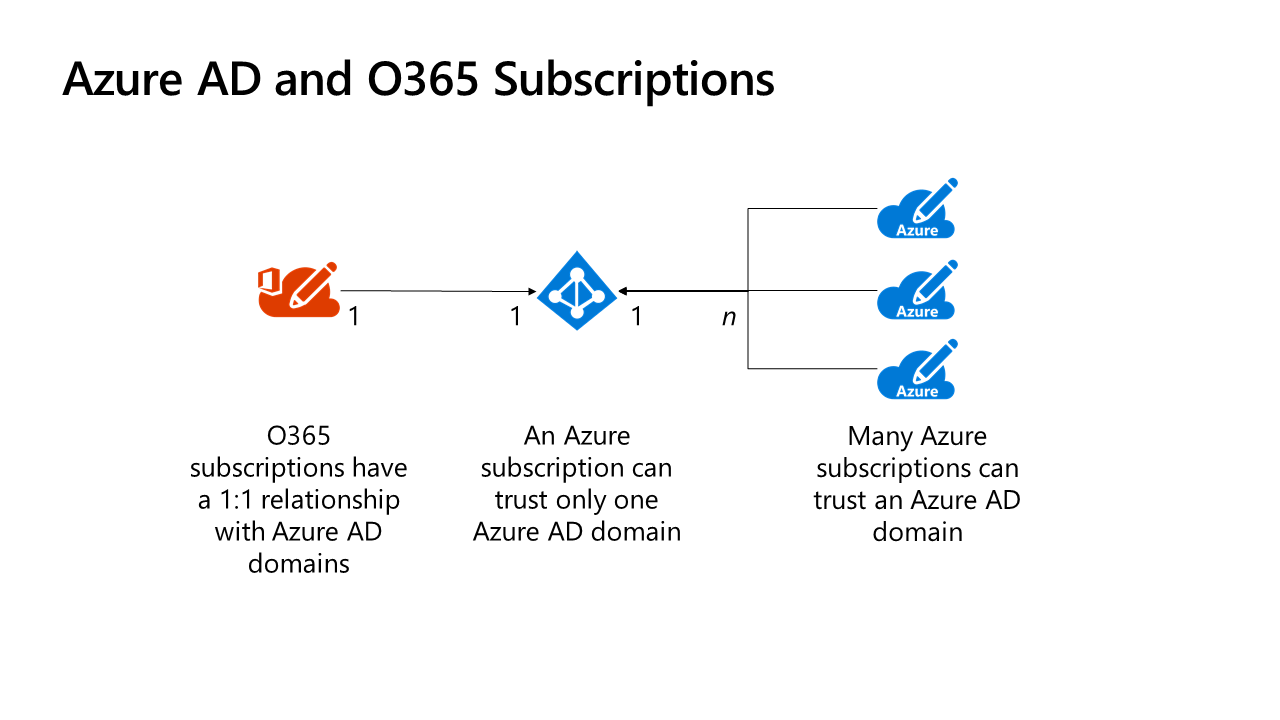 Azure AD and O365 Subscriptions
Azure
Azure
1
1
1
n
Azure
O365
subscriptions have
a 1:1 relationship
with Azure AD
domains
An Azure
subscription can
trust only one
Azure AD domain
Many Azure
subscriptions can
trust an Azure AD
domain